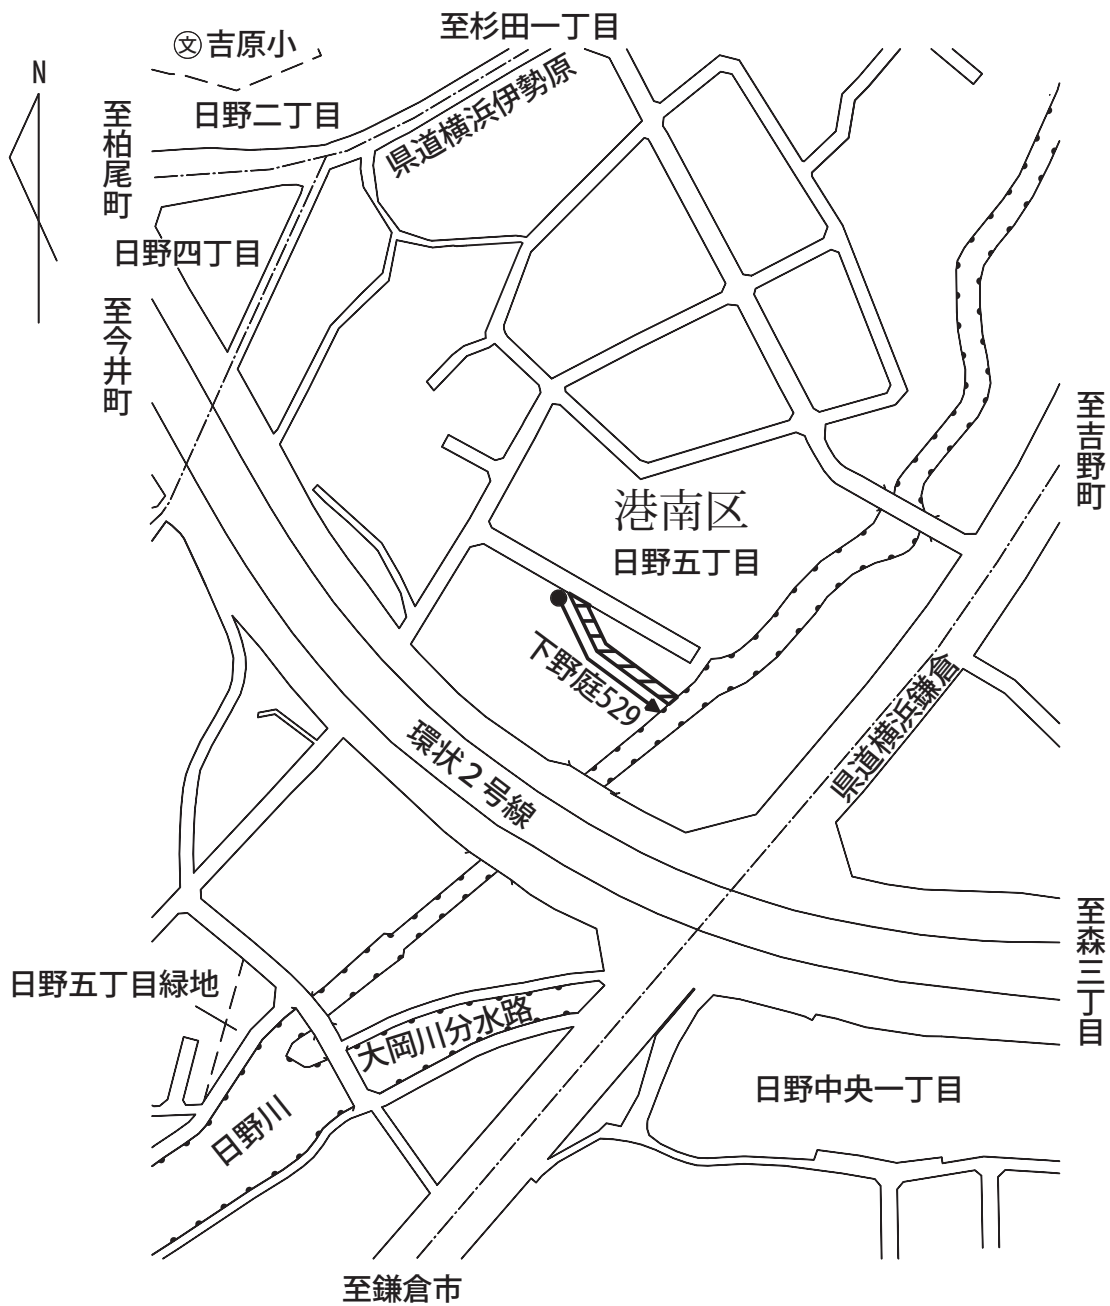 至杉田一丁目
文 吉原小
N
日野二丁目
県道横浜伊勢原
至柏尾町
日野四丁目
至今井町
至吉野町
港南区
日野五丁目
下野庭529
県道横浜鎌倉
環状2号線
至森三丁目
日野五丁目緑地
大岡川分水路
日野中央一丁目
日野川
至鎌倉市